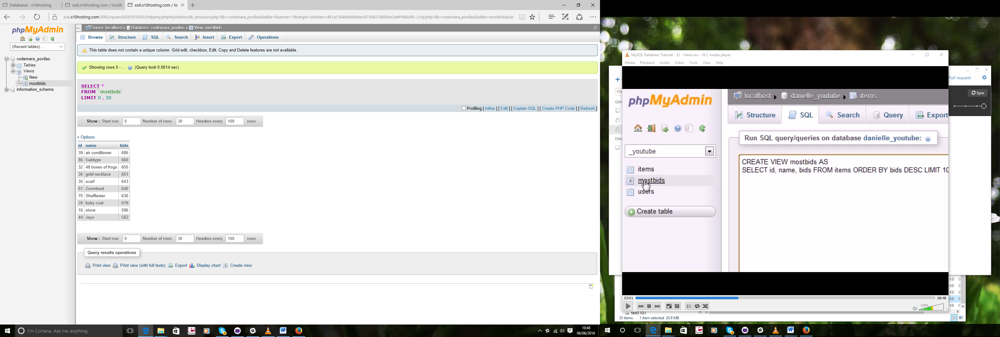 Databases - x10Hosting
xo6.x10hosting.com / localh
xo6.x10hosting.com / lo
xo6.x10hosting.com:2083/cpsess5820701020/3rdparty/phpMyAdmin/db_structure.php?db=codemara_povilas&table=&server=1&target=&token=d61a1564bb0649eec8756437db00ce3a#PMAURL-2:sql.php?db=codemara_povilas&table=mostbids&ser
phpMyAdmin
(Recent tables) ...
codemara_povilas
Tables
Views
New
mostbids
information_schema
Server: localhost » Database: codemara_povilas » View: mostbids
Browse Structure SQL Search Insert Export Operations
This table does not contain a unique column. Grid edit, checkbox, Edit, Copy and Delete features are not available.
Showing rows 0 - ... (Query took 0.0014 sec)
SELECT *
FROM `mostbids`
LIMIT 0 , 30
Profiling [ Inline ] [ Edit ] [ Explain SQL ] [ Create PHP Code ] [ Refresh ]
Show : Start row: 0 Number of rows: 30 Headers every 100 rows
+ Options
id name bids
39 air conditioner 686
86 Gabtype 660
32 48 boxes of frogs 655
30 gold necklace 651
35 scarf 643
61 Zoombeat 640
70 Shufflester 630
26 baby coat 619
16 stove 596
44 Jayo 582
Show : Start row: 0 Number of rows: 30 Headers every 100 rows
Query results operations
Print view Print view (with full texts) Export Display chart Create view
I'm Cortana. Ask me anything.
10:48
06/06/2016
MySQL Database Tutorial - 32 - Views.avi - VLC media player
Media Playback Audio Video Tools View Help
phpMyAdmin
_youtube
items
mostbids
users
Create table
localhost danielle_youtube items
Structure SQL Search Query Export
Run SQL query/queries on database danielle_youtube:
CREATE VIEW mostbids AS
SELECT id, name, bids FROM items ORDER BY bids DESC LIMIT 10
03:01
08:48
115%
Pull request
Sync
Filt
GitH
Othe
KB 0
KB 0
KB 0
KB 0
KB 0
test3 (G:)
33 items 1 item selected 20.8 MB